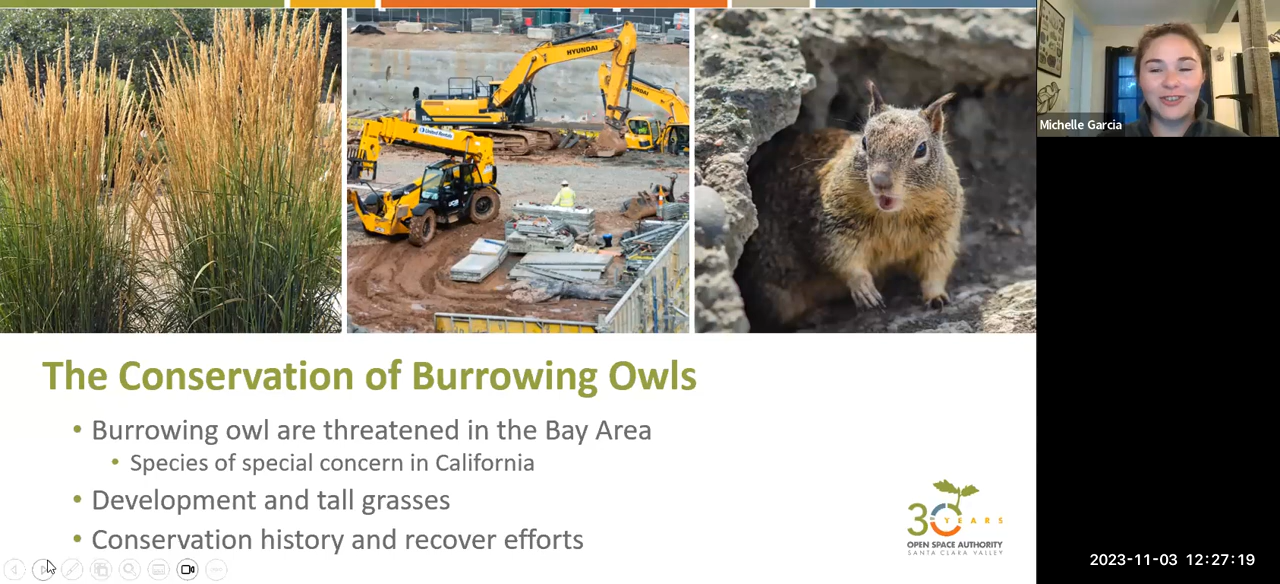 HYUNDAI
United Rentals
Michelle Garcia
The Conservation of Burrowing Owls
• Burrowing owl are threatened in the Bay Area
• Species of special concern in California
• Development and tall grasses
• Conservation history and recover efforts
30 YEARS
OPEN SPACE AUTHORITY
SANTA CLARA VALLEY
2023-11-03 12:27:19